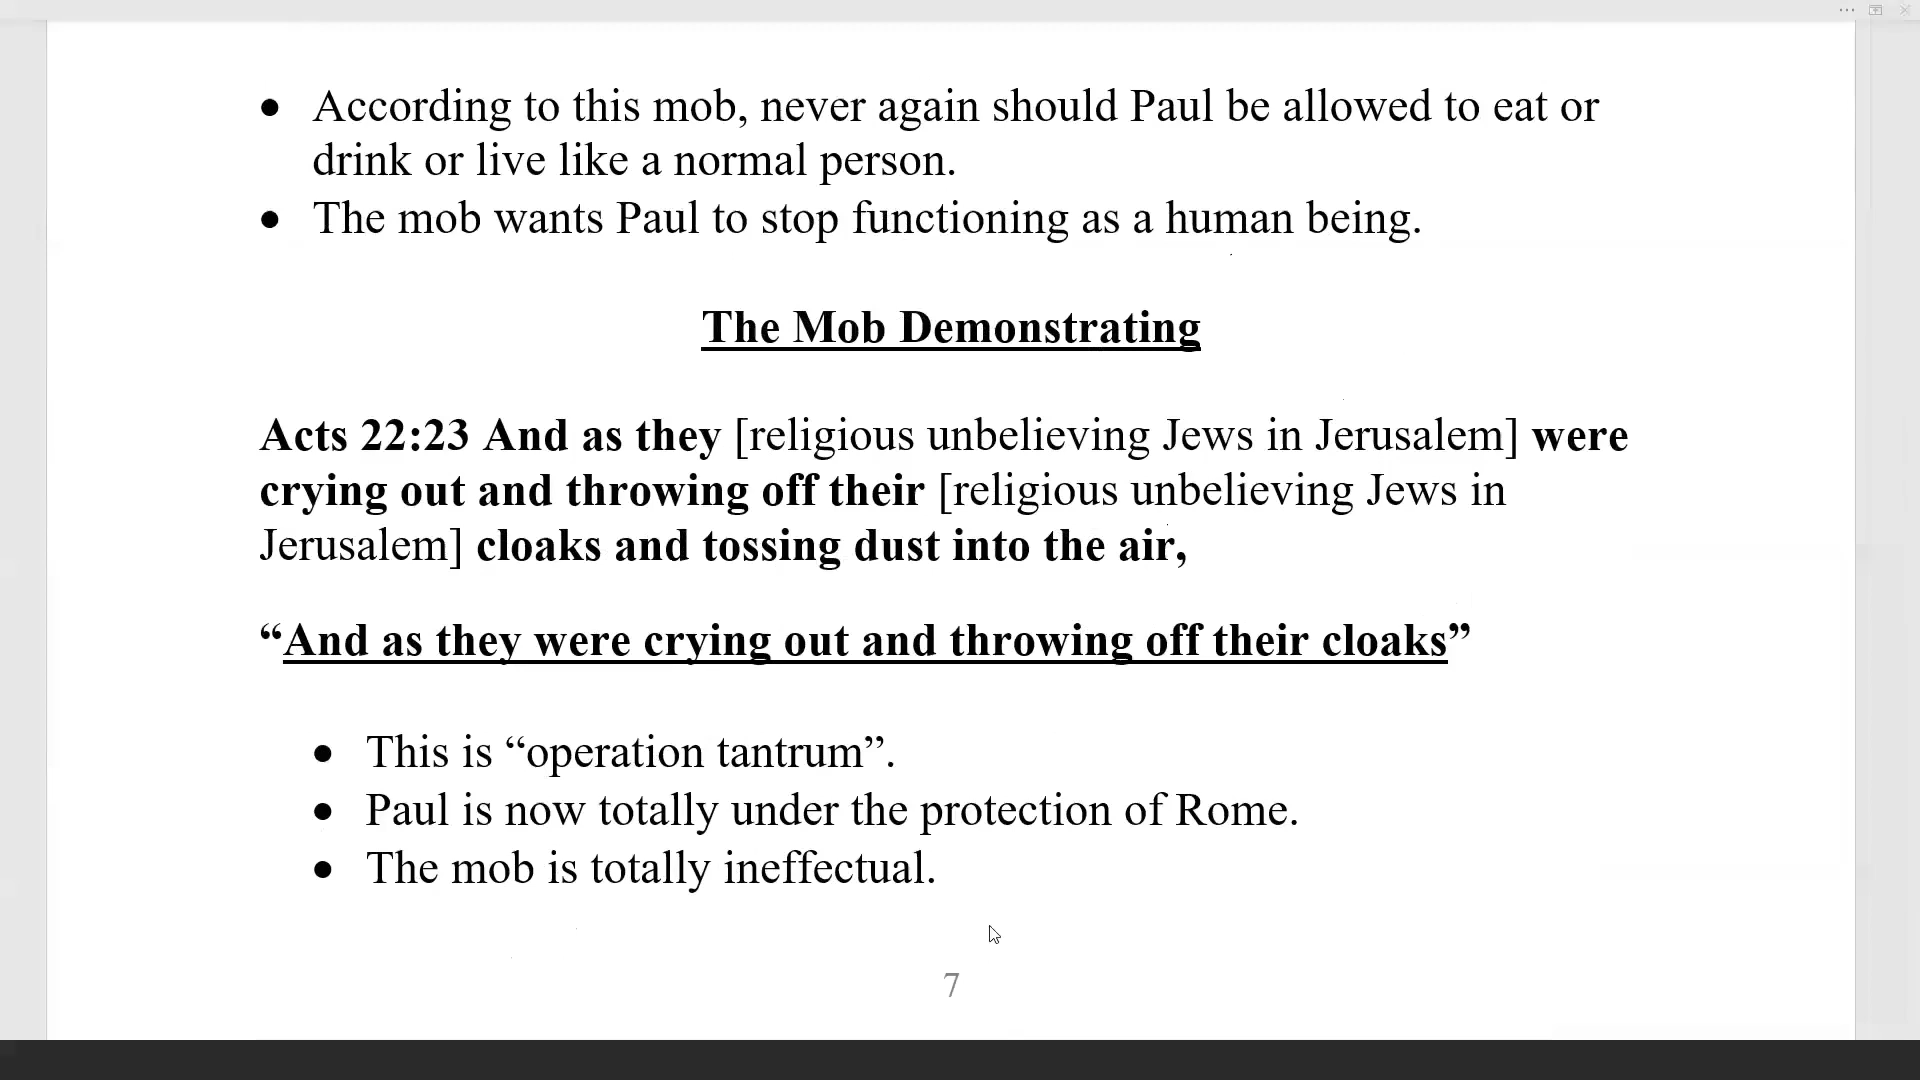 • According to this mob, never again should Paul be allowed to eat or
drink or live like a normal person.
• The mob wants Paul to stop functioning as a human being.
The Mob Demonstrating
Acts 22:23 And as they [religious unbelieving Jews in Jerusalem] were
crying out and throwing off their [religious unbelieving Jews in
Jerusalem] cloaks and tossing dust into the air,
“And as they were crying out and throwing off their cloaks”
• This is “operation tantrum”.
• Paul is now totally under the protection of Rome.
• The mob is totally ineffectual.
7